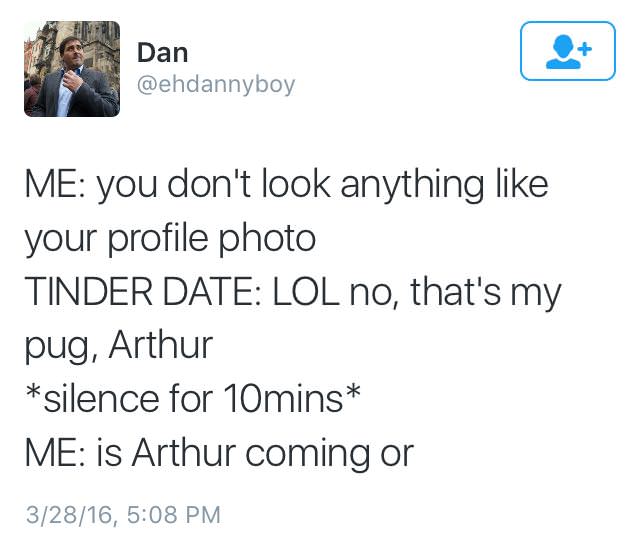 Dan
@ehdannyboy
ME: you don't look anything like
your profile photo
TINDER DATE: LOL no, that's my
pug, Arthur
*silence for 10mins*
ME: is Arthur coming or
3/28/16, 5:08 PM